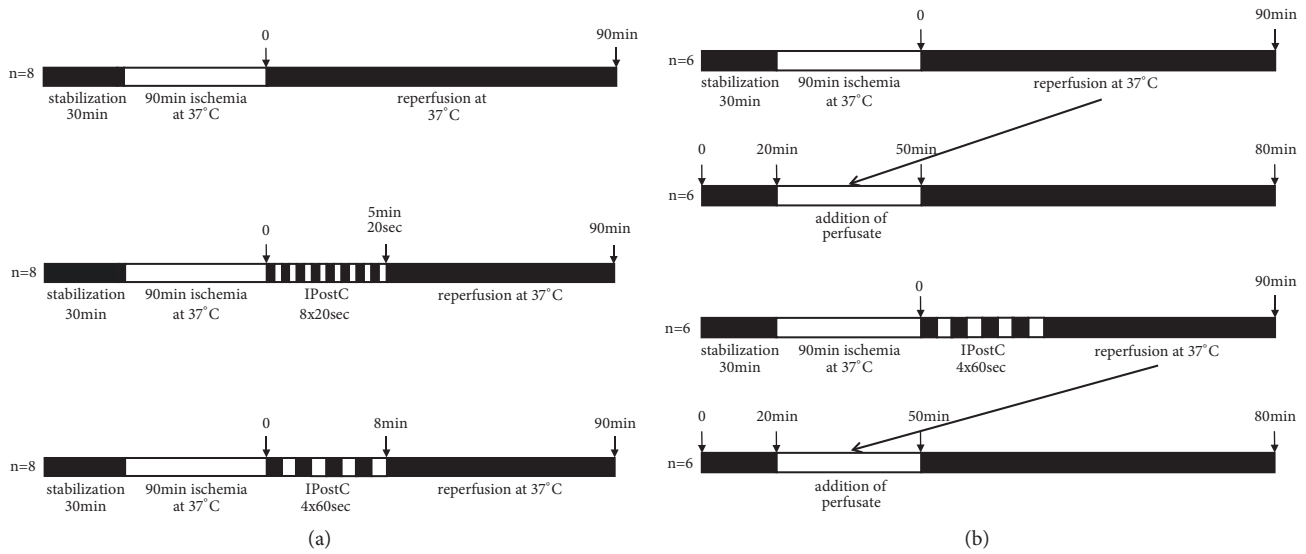 0
90min
n=8
stabilization
30min
90min ischemia
at 37˚C
reperfusion at
37˚C
0
5min
20sec
90min
n=8
stabilization
30min
90min ischemia
at 37˚C
IPostC
8x20sec
reperfusion at 37˚C
0
8min
90min
n=8
stabilization
30min
90min ischemia
at 37˚C
IPostC
4x60sec
reperfusion at 37˚C
(a)
0
90min
n=6
stabilization
30min
90min ischemia
at 37˚C
reperfusion at 37˚C
0
20min
50min
80min
n=6
addition of
perfusate
0
90min
n=6
stabilization
30min
90min ischemia
at 37˚C
IPostC
4x60sec
reperfusion at 37˚C
0
20min
50min
80min
n=6
addition of
perfusate
(b)